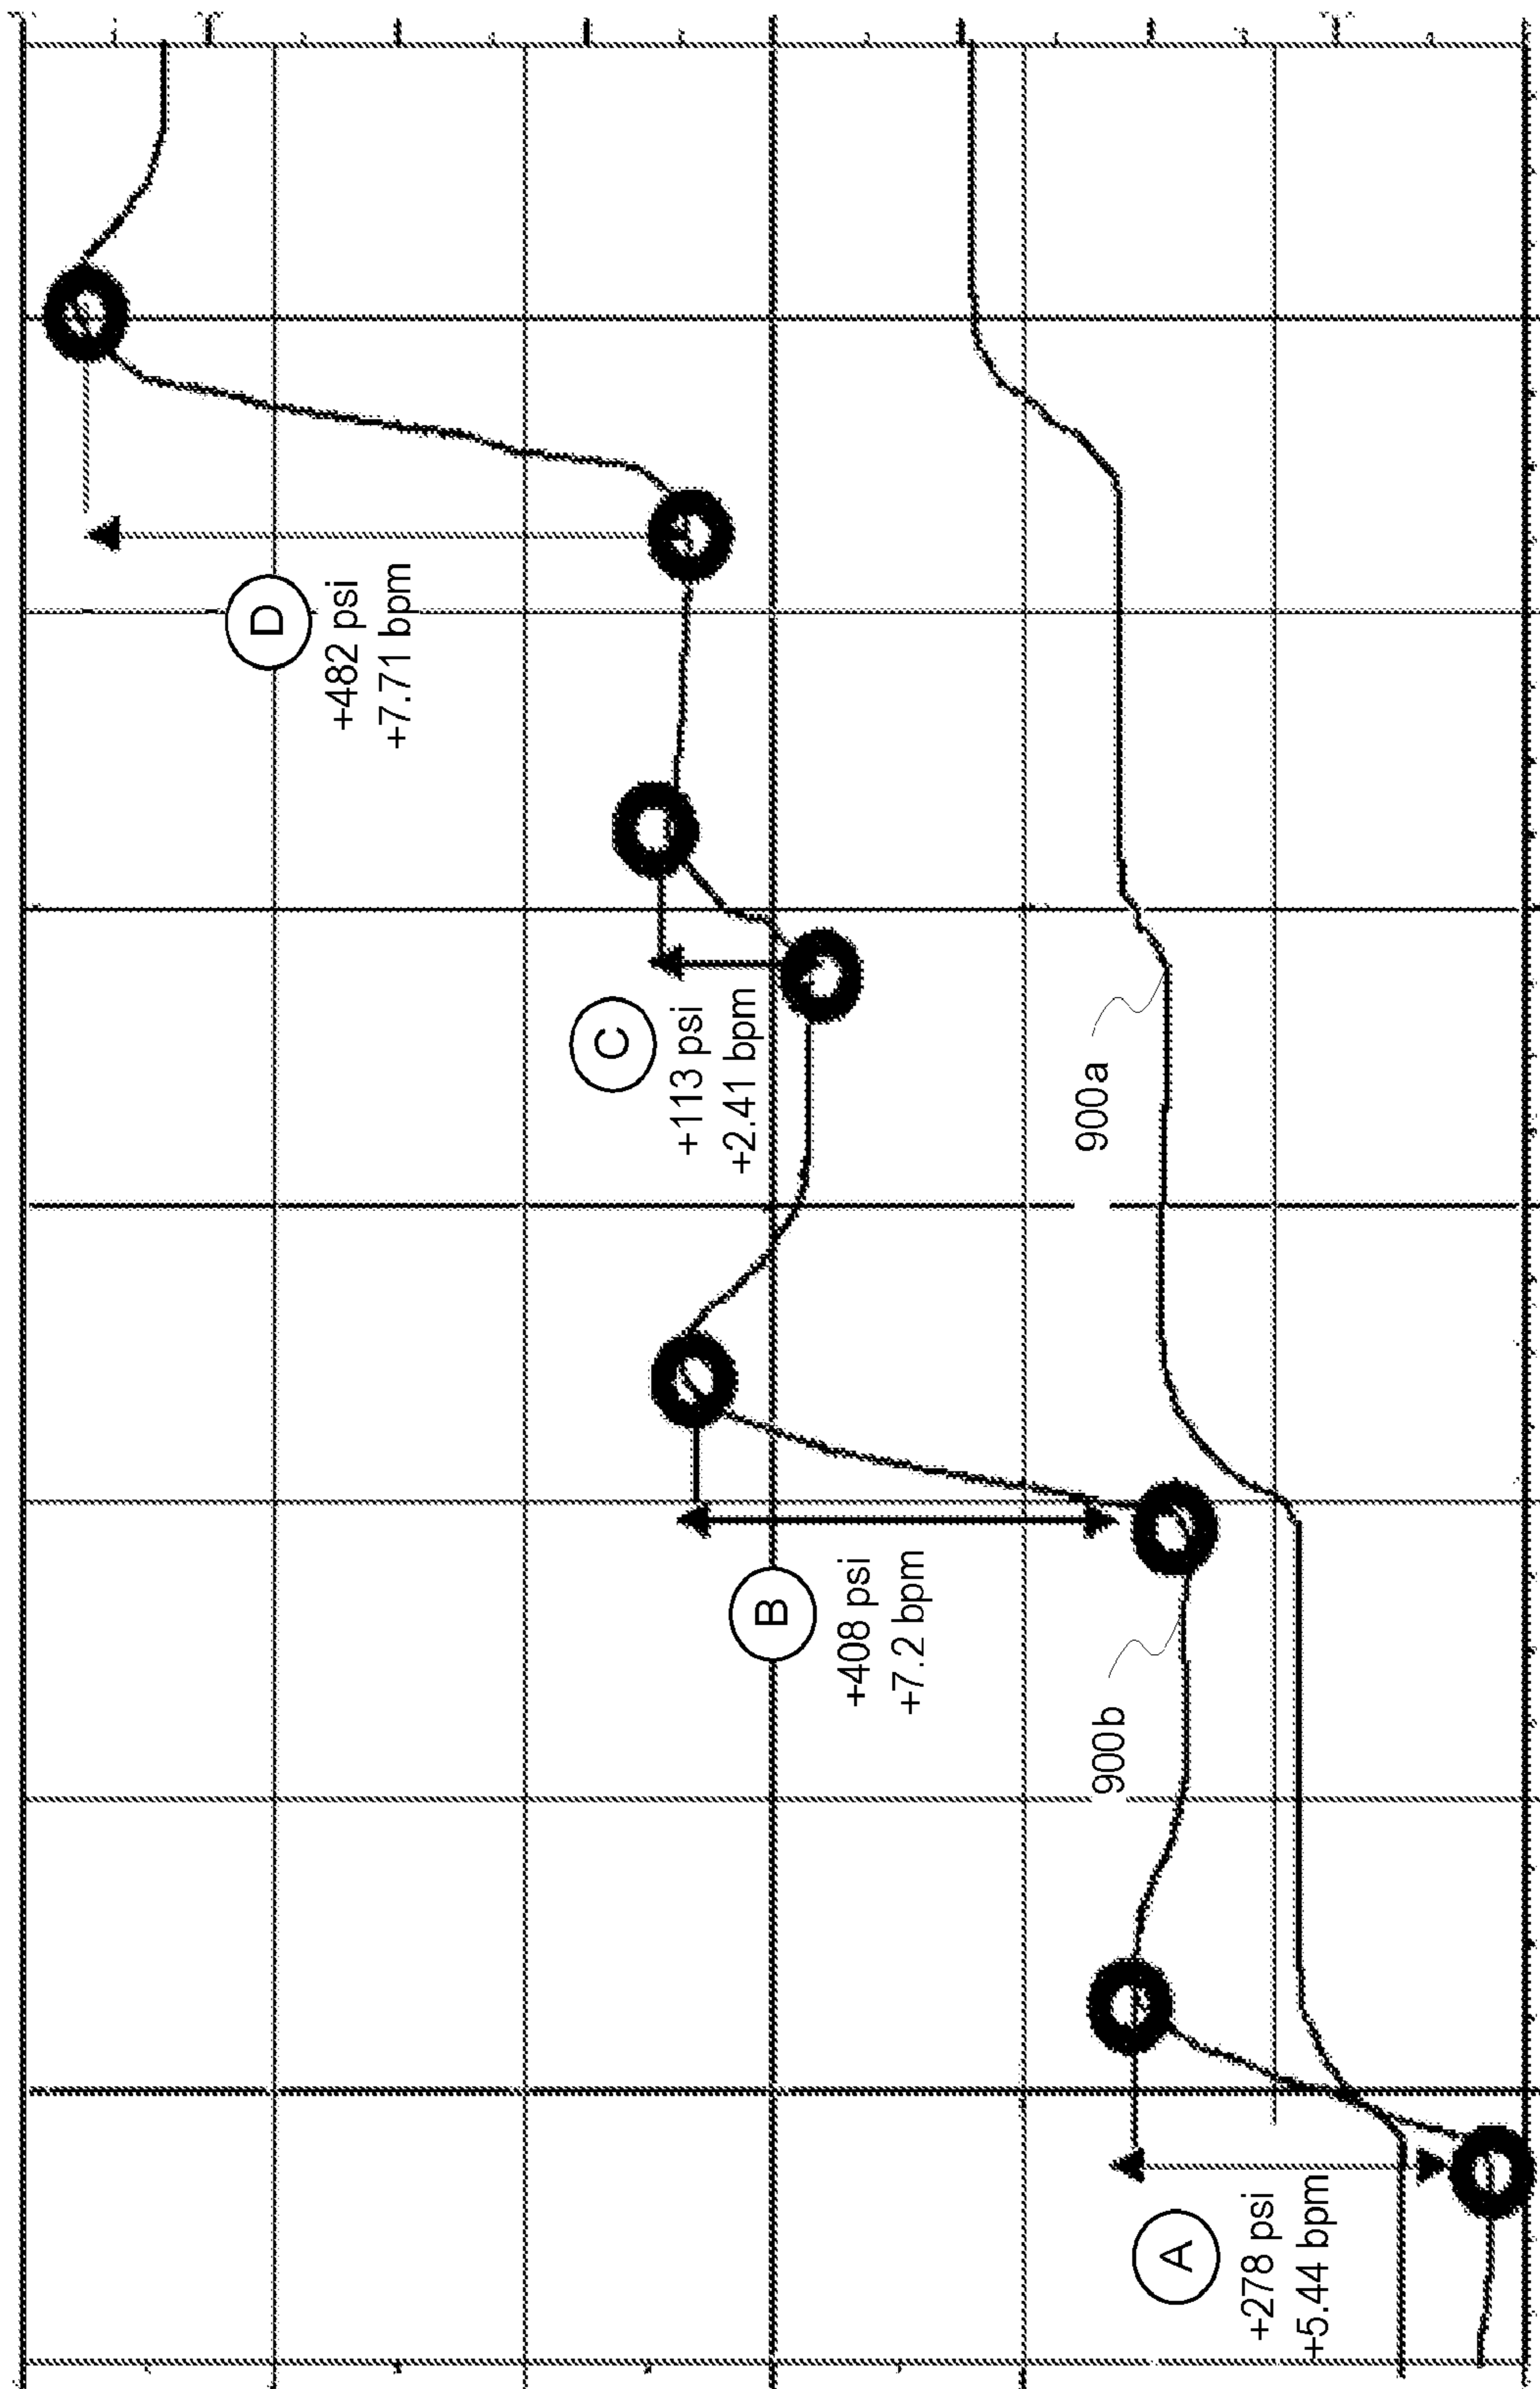 A
+278 psi
+5.44 bpm
900b
B
+408 psi
+7.2 bpm
900a
C
+113 psi
+2.41 bpm
D
+482 psi
+7.71 bpm